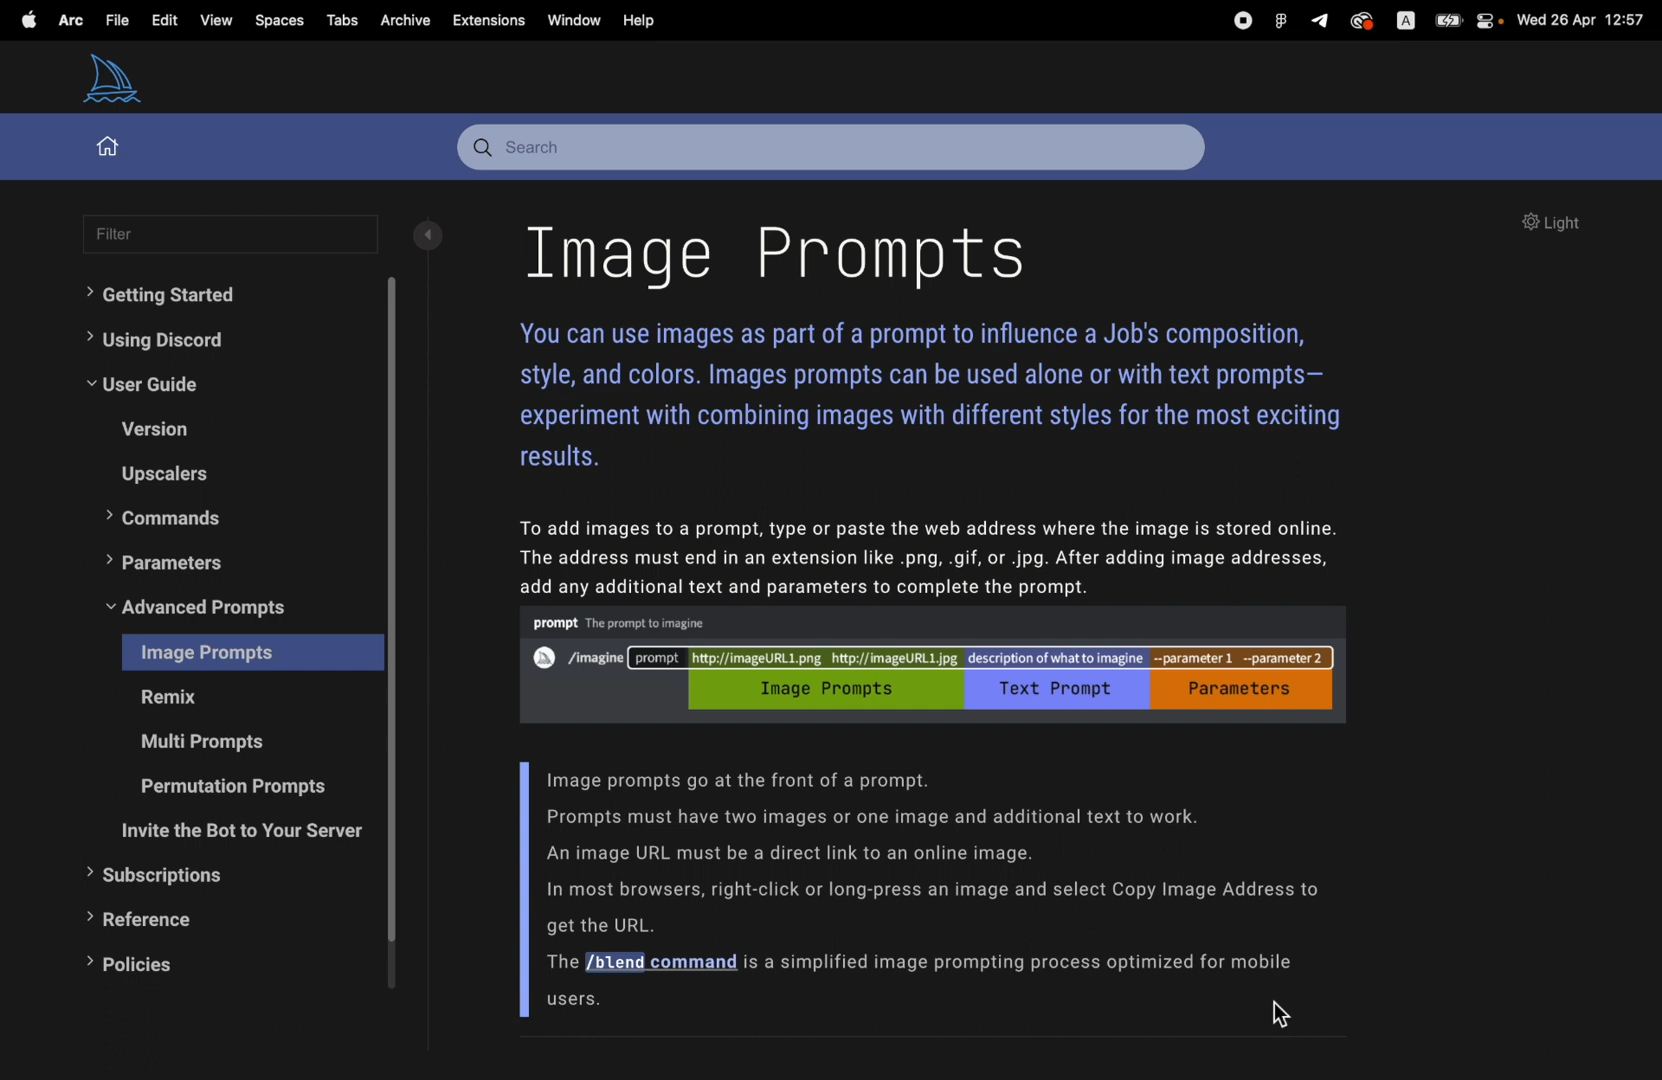 Arc File Edit View Spaces Tabs Archive Extensions Window Help A Wed 26 Apr 12:57
Search
Filter
Getting Started
Using Discord
User Guide
Version
Upscalers
Commands
Parameters
Advanced Prompts
Image Prompts
Remix
Multi Prompts
Permutation Prompts
Invite the Bot to Your Server
Subscriptions
Reference
Policies
Light
Image Prompts
You can use images as part of a prompt to influence a Job's composition,
style, and colors. Images prompts can be used alone or with text prompts—
experiment with combining images with different styles for the most exciting
results.
To add images to a prompt, type or paste the web address where the image is stored online.
The address must end in an extension like .png, .gif, or .jpg. After adding image addresses,
add any additional text and parameters to complete the prompt.
prompt The prompt to imagine
/imagine prompt http://imageURL1.png http://imageURL1.jpg description of what to imagine --parameter 1 --parameter 2
Image Prompts Text Prompt Parameters
Image prompts go at the front of a prompt.
Prompts must have two images or one image and additional text to work.
An image URL must be a direct link to an online image.
In most browsers, right-click or long-press an image and select Copy Image Address to
get the URL.
The /blend command is a simplified image prompting process optimized for mobile
users.